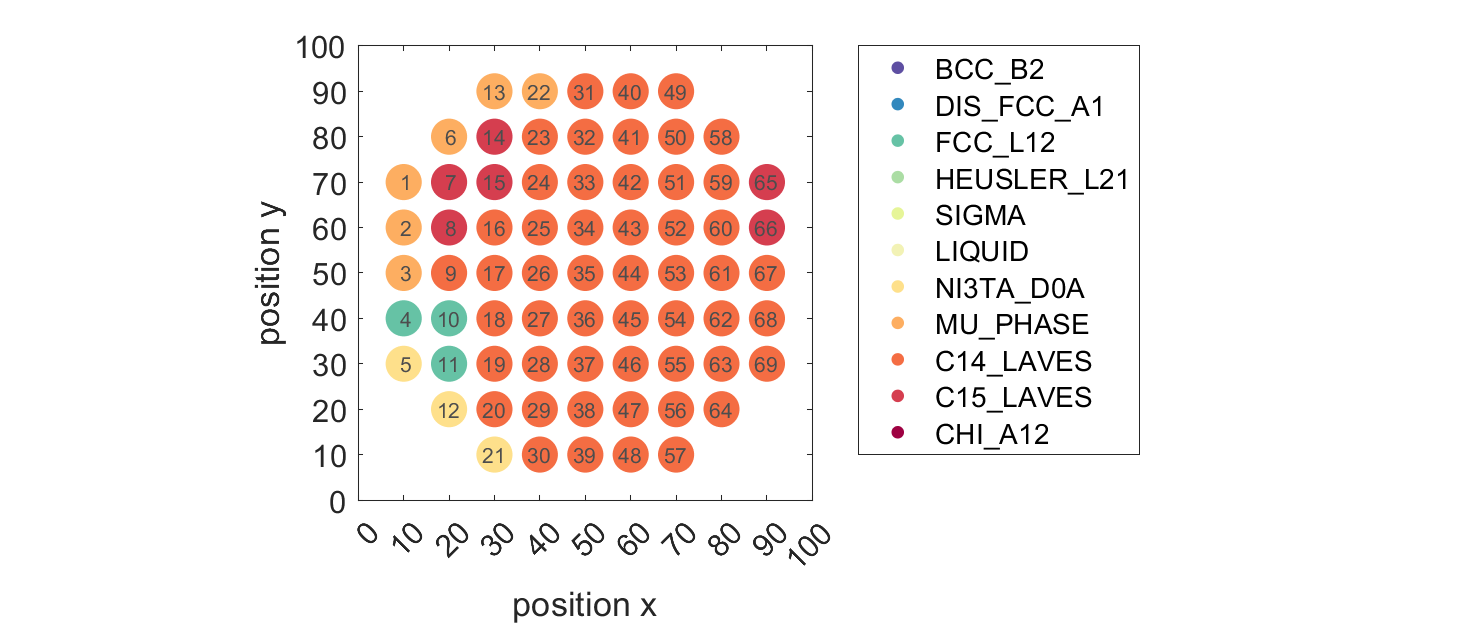 100
90
80
70
60
50
40
30
20
10
0
position y
13 22 31 40 49
6 14 23 32 41 50 58
1 7 15 24 33 42 51 59 65
2 8 16 25 34 43 52 60 66
3 9 17 26 35 44 53 61 67
4 10 18 27 36 45 54 62 68
5 11 19 28 37 46 55 63 69
12 20 29 38 47 56 64
21 30 39 48 57
0 10 20 30 40 50 60 70 80 90 100
position x
BCC_B2
DIS_FCC_A1
FCC_L12
HEUSLER_L21
SIGMA
LIQUID
NI3TA_D0A
MU_PHASE
C14_LAVES
C15_LAVES
CHI_A12